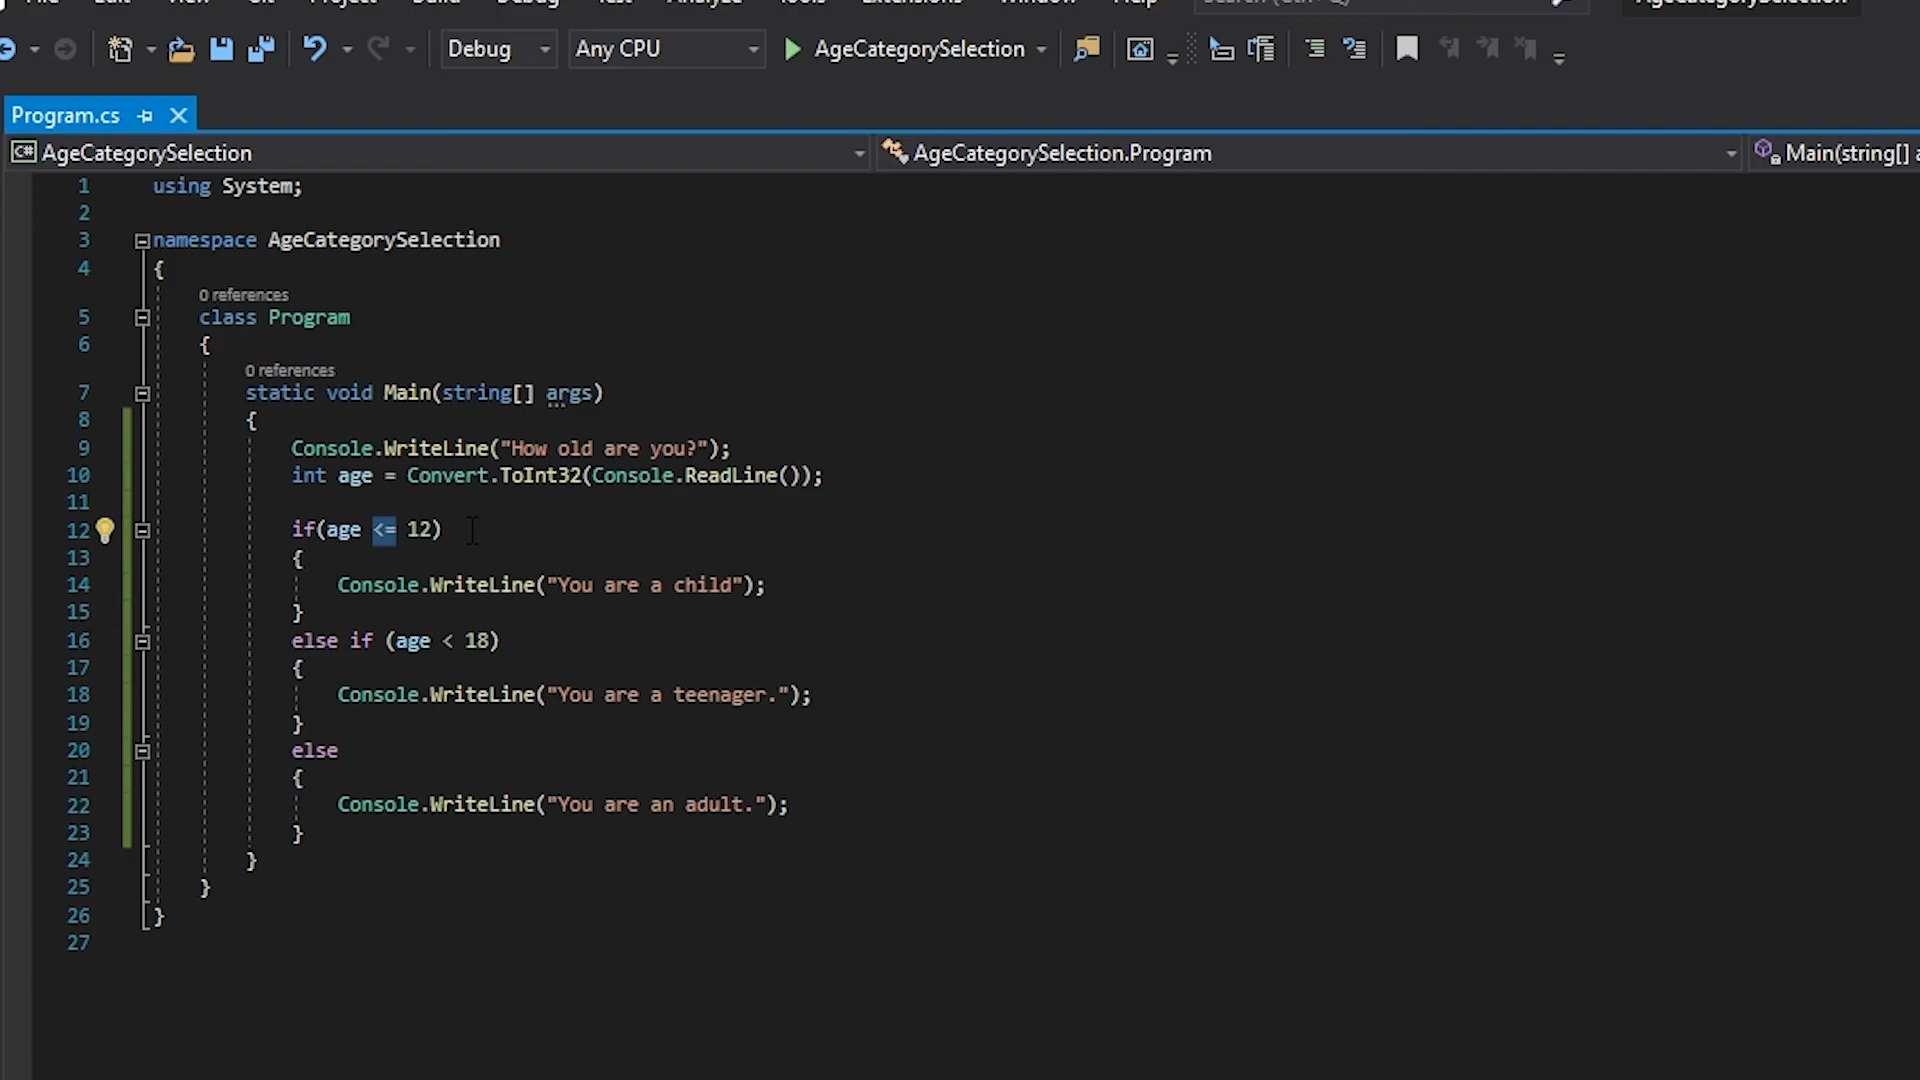 Debug Any CPU AgeCategorySelection
Program.cs
C# AgeCategorySelection AgeCategorySelection.Program Main(string[]
1 using System;
2
3 namespace AgeCategorySelection
4 {
0 references
5 class Program
6 {
0 references
7 static void Main(string[] args)
8 {
9 Console.WriteLine("How old are you?");
10 int age = Convert.ToInt32(Console.ReadLine());
11
12 if(age <= 12)
13 {
14 Console.WriteLine("You are a child");
15 }
16 else if (age < 18)
17 {
18 Console.WriteLine("You are a teenager.");
19 }
20 else
21 {
22 Console.WriteLine("You are an adult.");
23 }
24 }
25 }
26 }
27